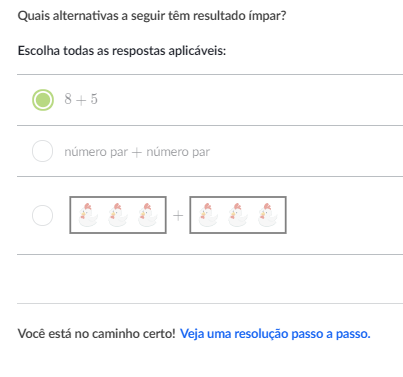 Quais alternativas a seguir têm resultado ímpar?
Escolha todas as respostas aplicáveis:
8 + 5
número par + número par
+
Você está no caminho certo! Veja uma resolução passo a passo.